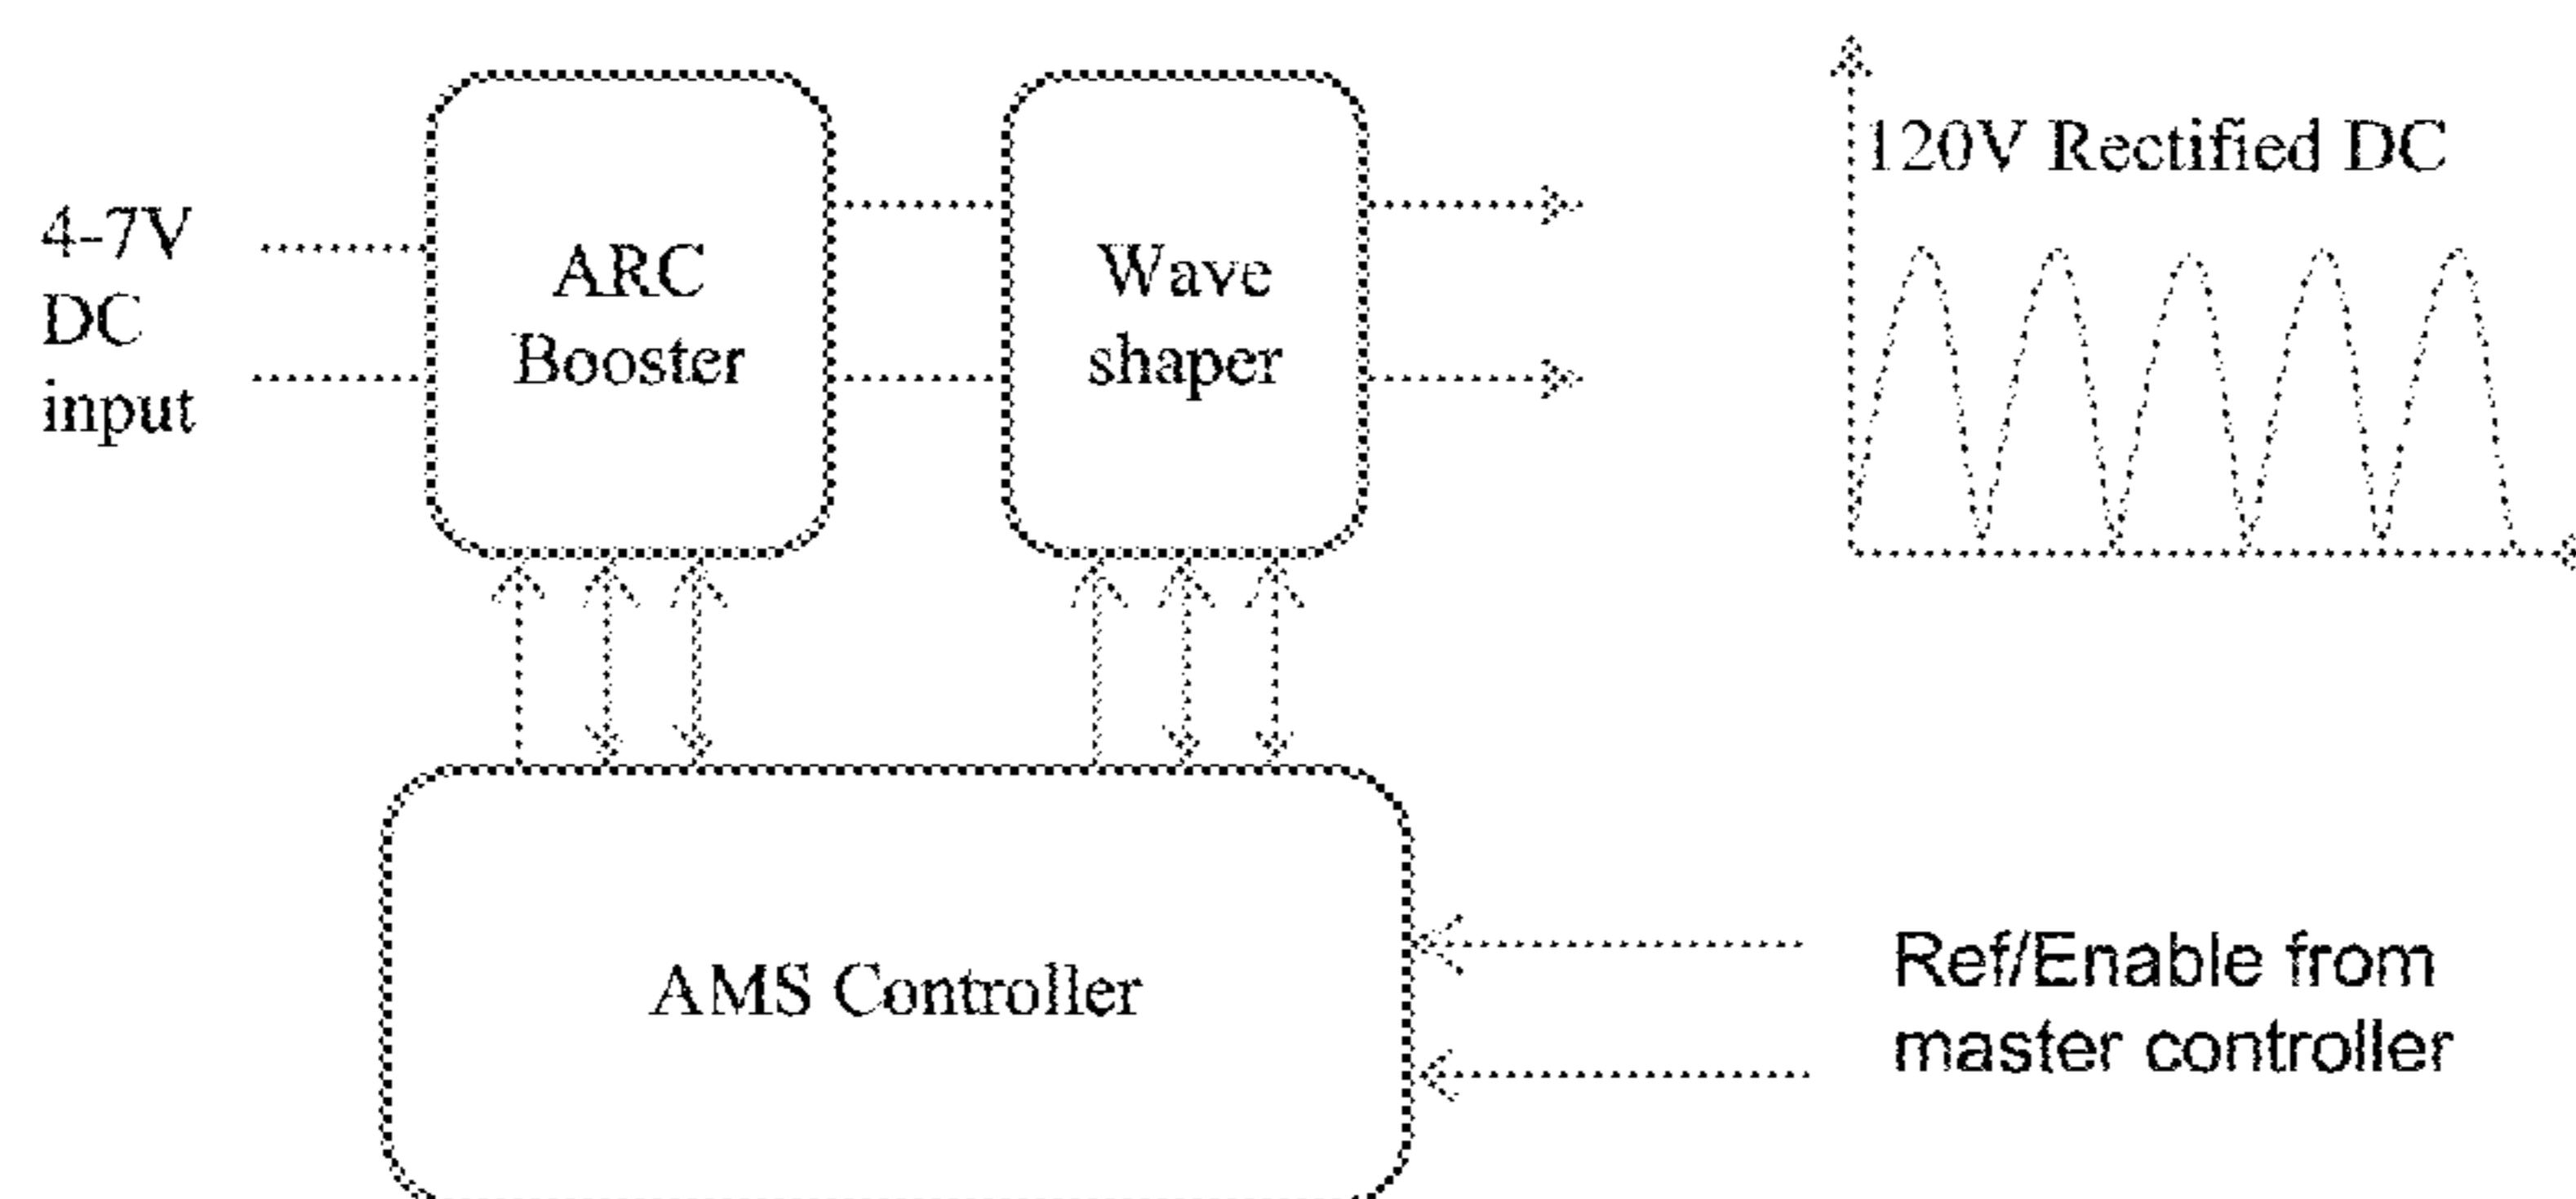 4-7V
DC
input
ARC
Booster
Wave
shaper
120V Rectified DC
AMS Controller
Ref/Enable from
master controller